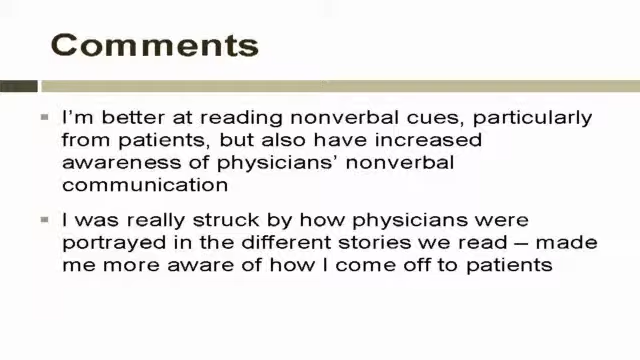 Comments
I'm better at reading nonverbal cues, particularly
from patients, but also have increased
awareness of physicians' nonverbal
communication
I was really struck by how physicians were
portrayed in the different stories we read – made
me more aware of how I come off to patients